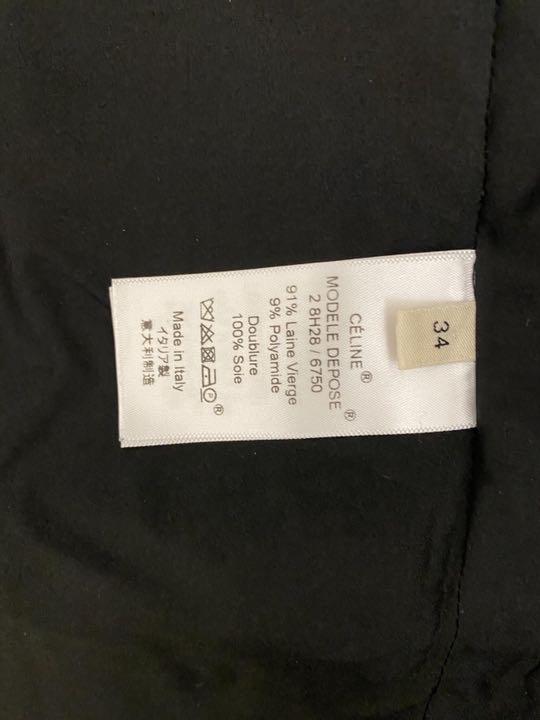 34
CÉLINE®
MODELE DEPOSE®
2 8H28 / 6750
91% Laine Vierge
9% Polyamide
Doublure
100% Soie
Made in Italy
イタリア製
意大利制造